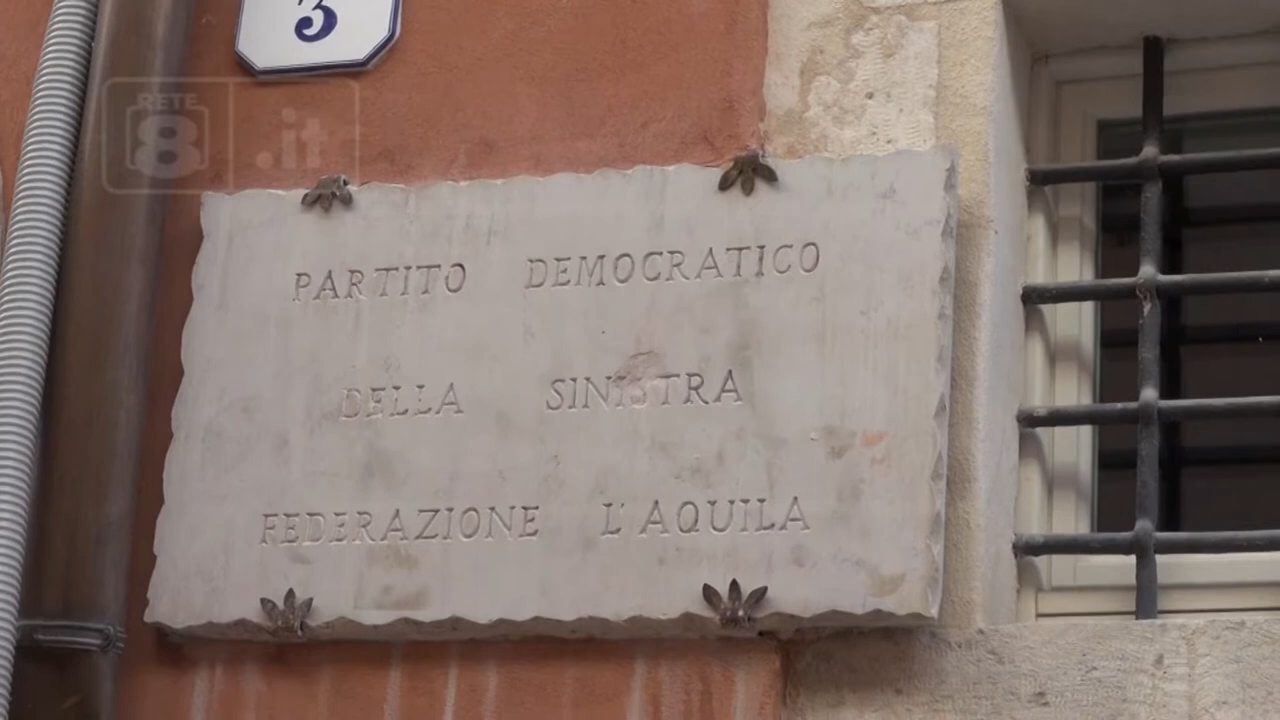 3
RETE
8 .it
PARTITO DEMOCRATICO
DELLA SINISTRA
FEDERAZIONE L'AQUILA